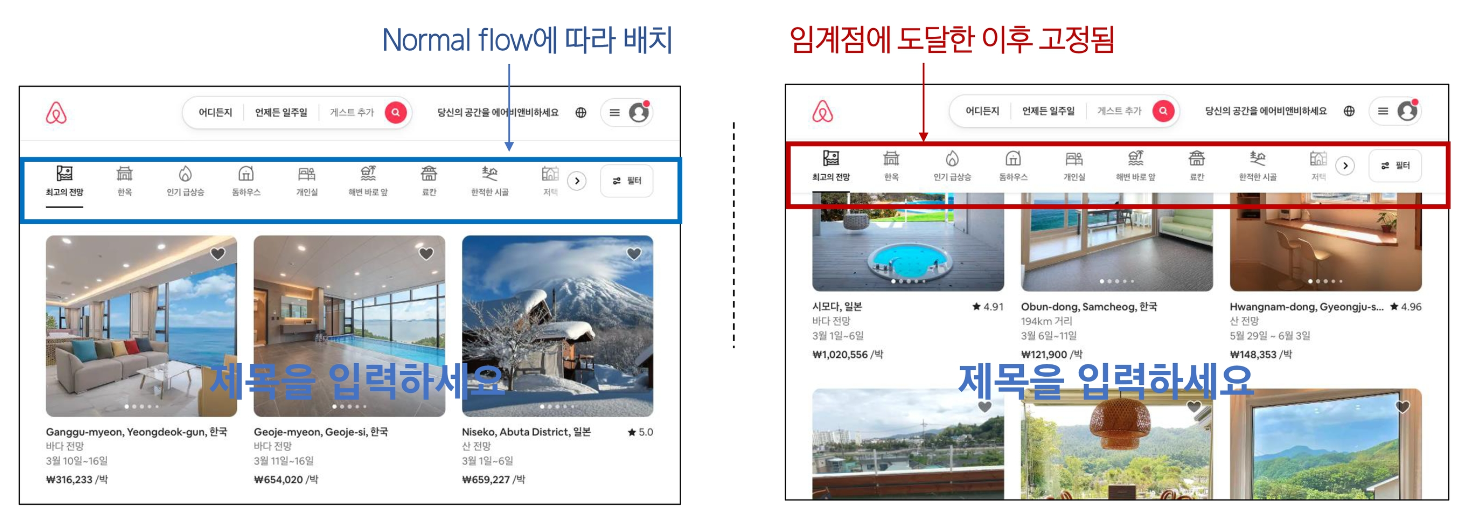 Normal flow에 따라 배치
임계점에 도달한 이후 고정됨
어디든지 언제든 일주일 게스트 추가 당신의 공간을 에어비앤비하세요
최고의 전망 한옥 인기 급상승 돔하우스 개인실 해변 바로 앞 료칸 한적한 시골 저택 필터
제목을 입력하세요
Ganggu-myeon, Yeongdeok-gun, 한국
바다 전망
3월 10일~16일
₩316,233 /박
Geoje-myeon, Geoje-si, 한국
바다 전망
3월 11일~16일
₩654,020 /박
Niseko, Abuta District, 일본 ★ 5.0
산 전망
3월 1일~6일
₩659,227 /박
어디든지 언제든 일주일 게스트 추가 당신의 공간을 에어비앤비하세요
최고의 전망 한옥 인기 급상승 돔하우스 개인실 해변 바로 앞 료칸 한적한 시골 저택 필터
시모다, 일본 ★ 4.91
바다 전망
3월 1일~6일
₩1,020,556 /박
Obun-dong, Samcheog, 한국
194km 거리
3월 6일~11일
₩121,900 /박
Hwangnam-dong, Gyeongju-s... ★ 4.96
산 전망
5월 29일 ~ 6월 3일
₩148,353 /박
제목을 입력하세요